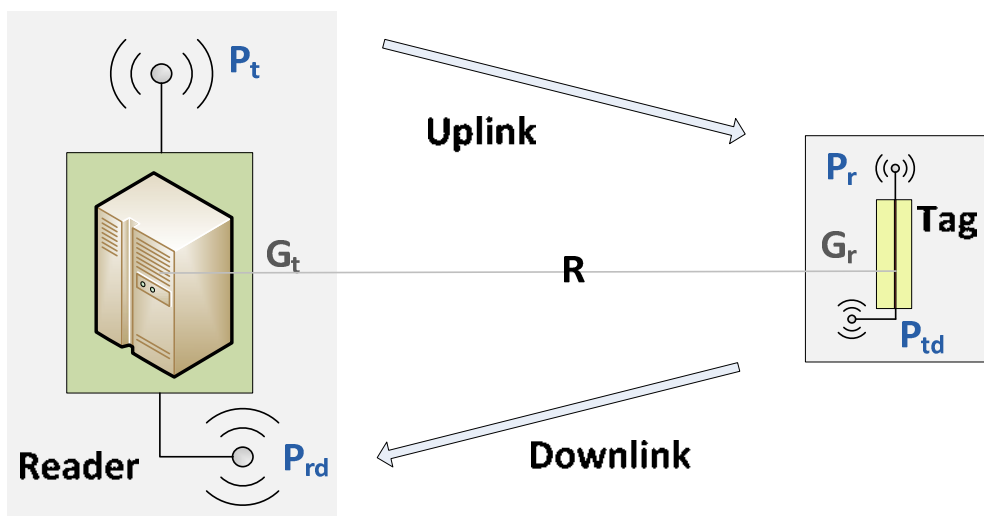 Pt
Uplink
Pr
Tag
Gt
R
Gr
Ptd
Downlink
Reader
Prd